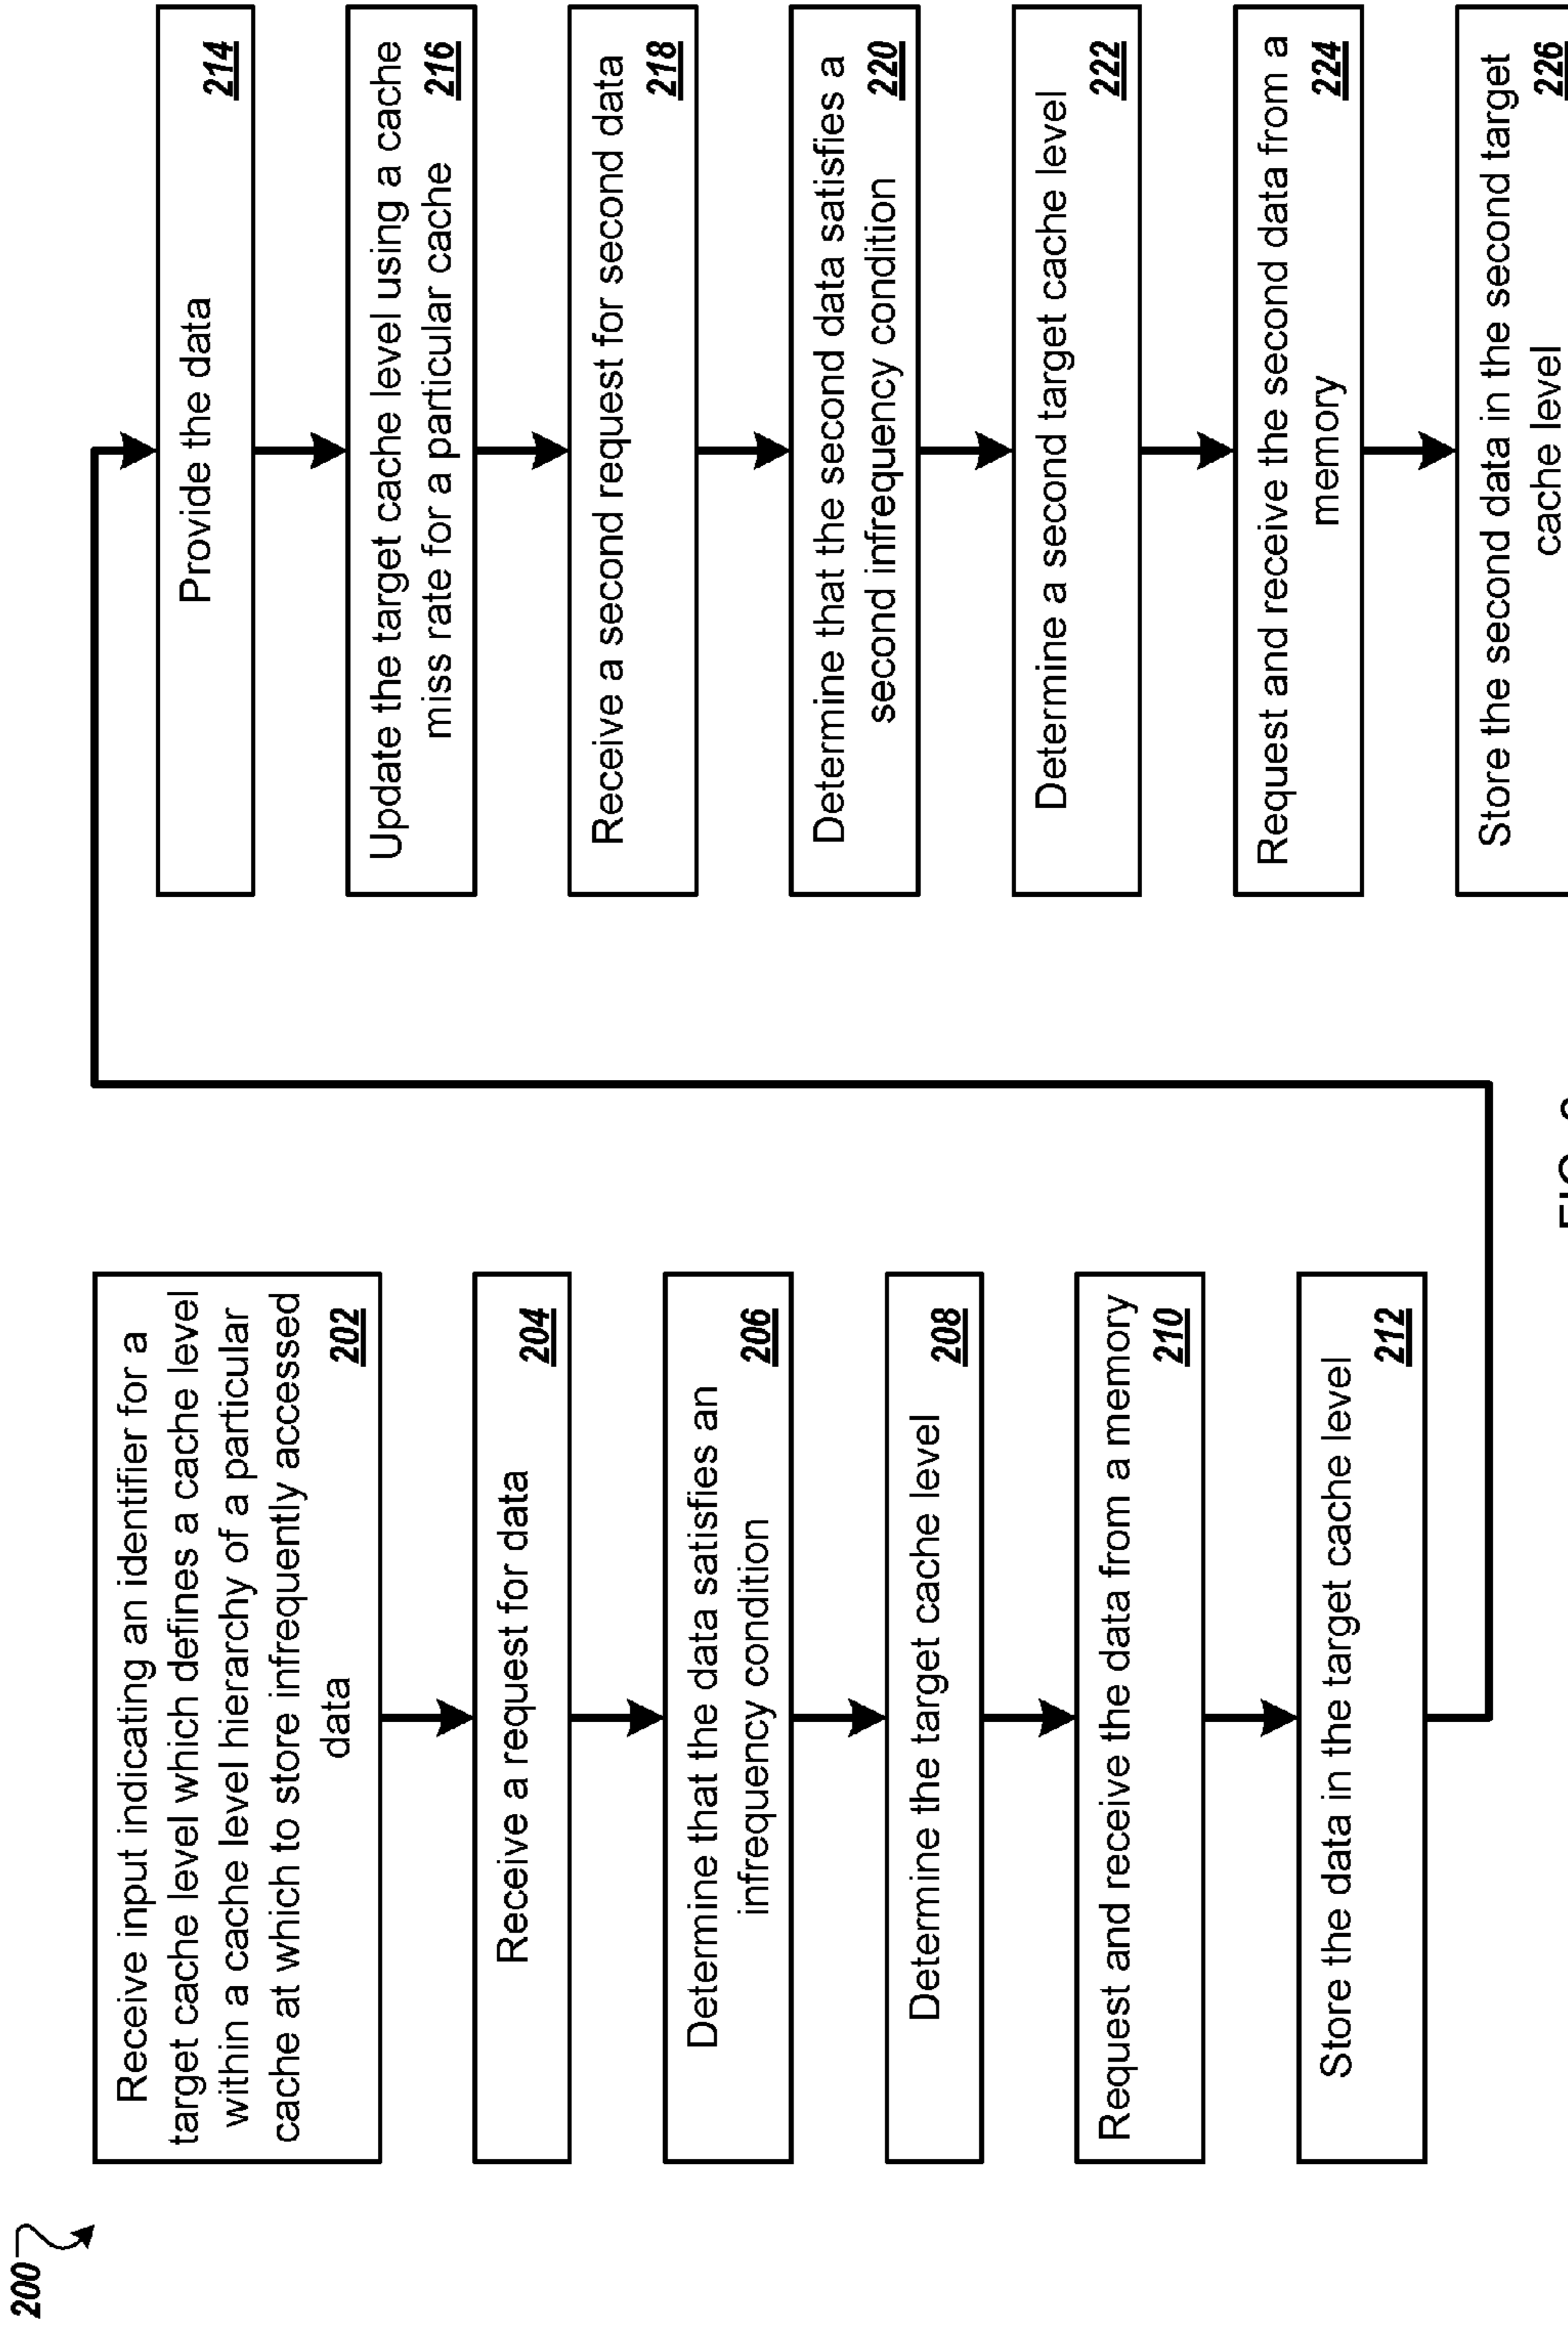 200
Receive input indicating an identifier for a
target cache level which defines a cache level
within a cache level hierarchy of a particular
cache at which to store infrequently accessed
data
202
Receive a request for data
204
Determine that the data satisfies an
infrequency condition
206
Determine the target cache level
208
Request and receive the data from a memory
210
Store the data in the target cache level
212
Provide the data
214
Update the target cache level using a cache
miss rate for a particular cache
216
Receive a second request for second data
218
Determine that the second data satisfies a
second infrequency condition
220
Determine a second target cache level
222
Request and receive the second data from a
memory
224
Store the second data in the second target
cache level
226
FIG.